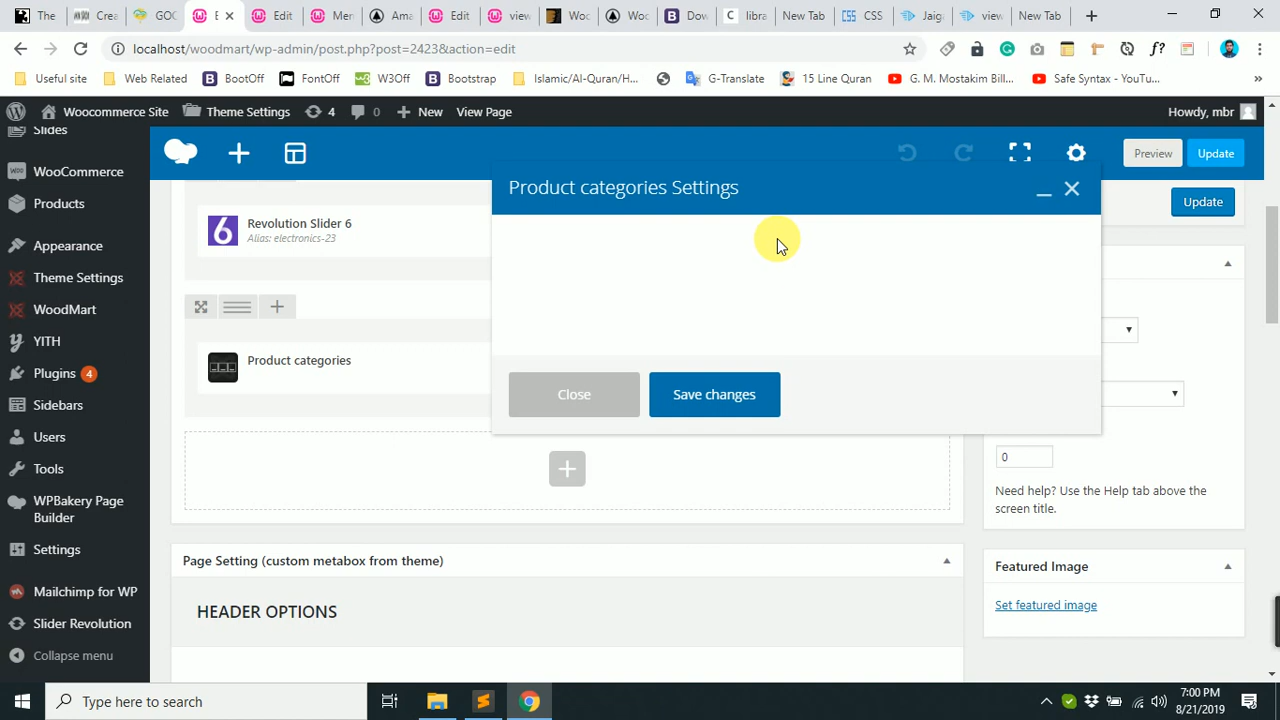 The
Crea
GOC
E
Edit
Mer
Ama
Edit
view
Woc
Woc
Dow
libra
New Tab
CSS
Jaig
view
New Tab
localhost/woodmart/wp-admin/post.php?post=2423&action=edit
Useful site
Web Related
BootOff
FontOff
W3Off
Bootstrap
Islamic/Al-Quran/H...
G-Translate
15 Line Quran
G. M. Mostakim Bill...
Safe Syntax - YouTu...
Woocommerce Site
Theme Settings
4
0
New
View Page
Howdy, mbr
Slides
WooCommerce
Products
Appearance
Theme Settings
WoodMart
YITH
Plugins 4
Sidebars
Users
Tools
WPBakery Page
Builder
Settings
Mailchimp for WP
Slider Revolution
Collapse menu
Preview
Update
Product categories Settings
Update
Revolution Slider 6
Alias: electronics-23
Product categories
Close
Save changes
0
Need help? Use the Help tab above the
screen title.
Page Setting (custom metabox from theme)
HEADER OPTIONS
Featured Image
Set featured image
Type here to search
7:00 PM
8/21/2019